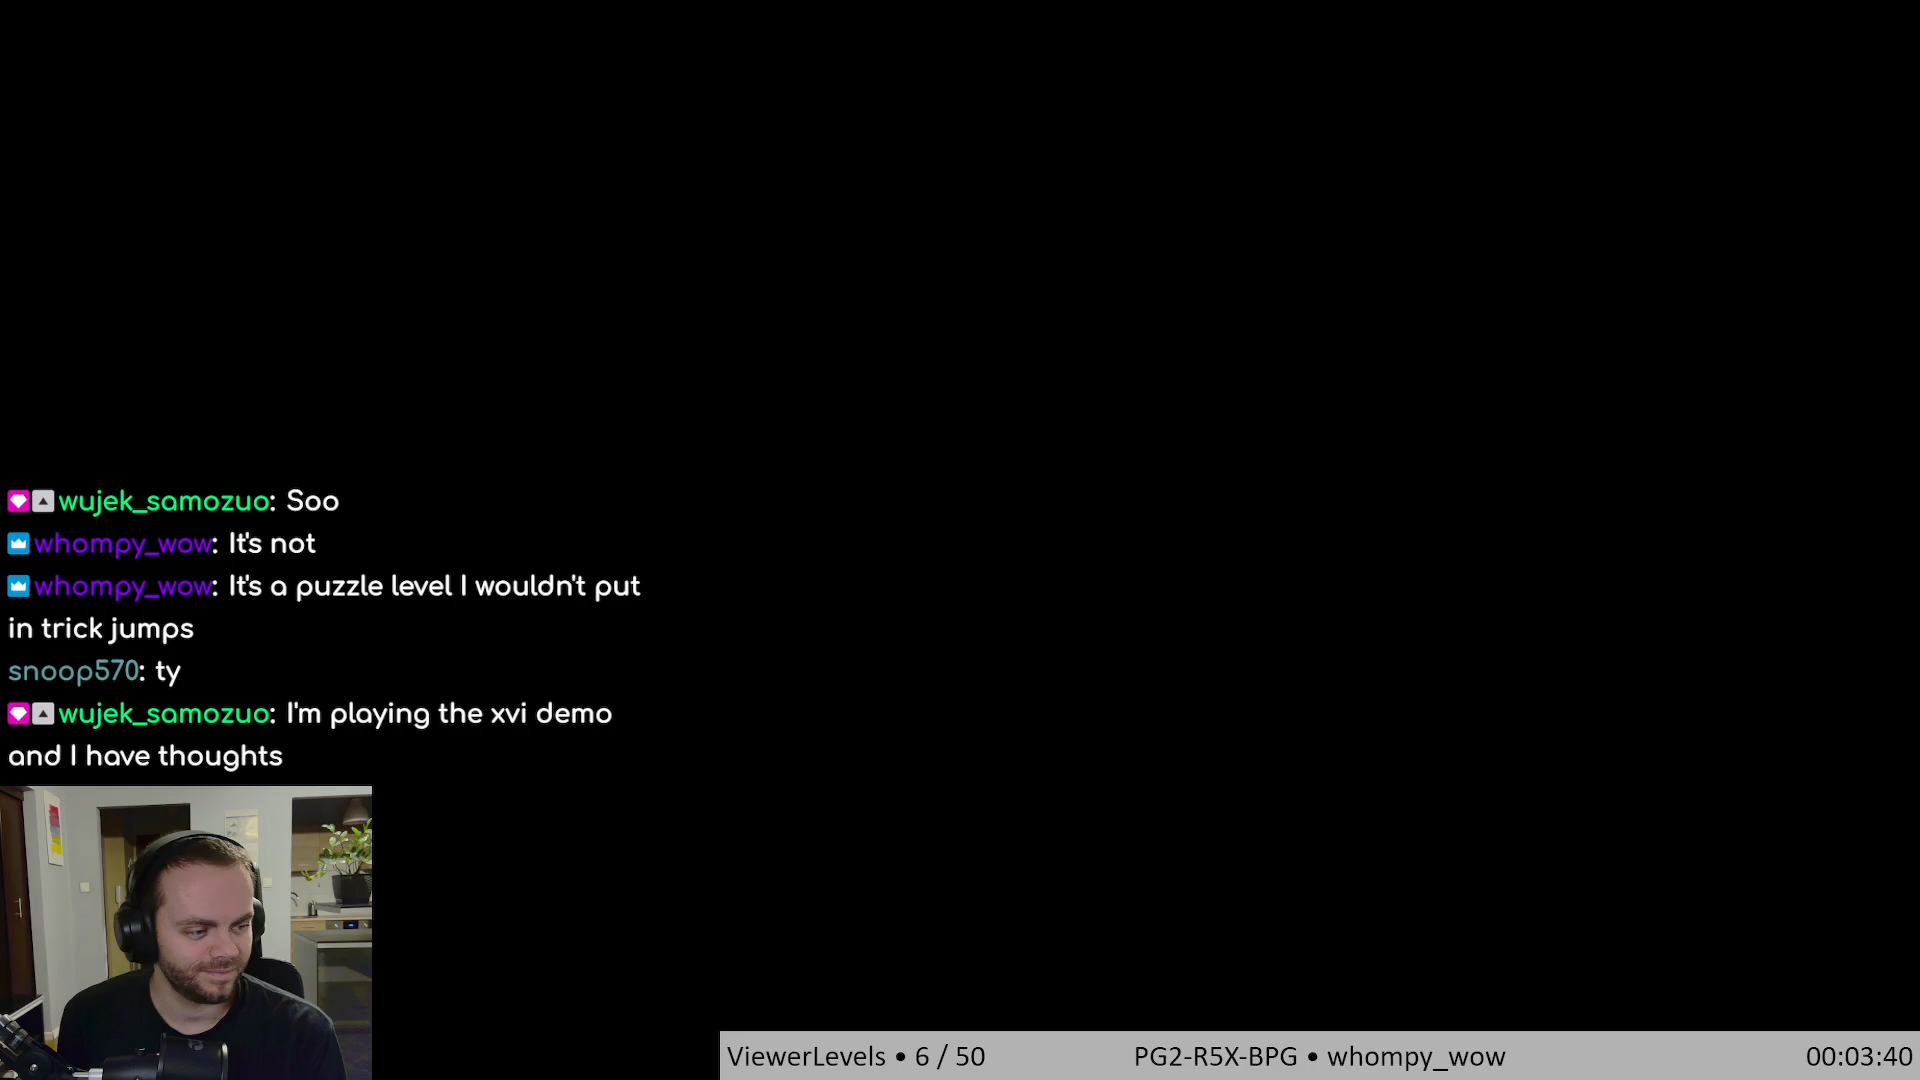 wujek_samozuo: Soo
whompy_wow: It's not
whompy_wow: It's a puzzle level I wouldn't put
in trick jumps
snoop570: ty
wujek_samozuo: I'm playing the xvi demo
and I have thoughts
ViewerLevels • 6 / 50 PG2-R5X-BPG • whompy_wow 00:03:40